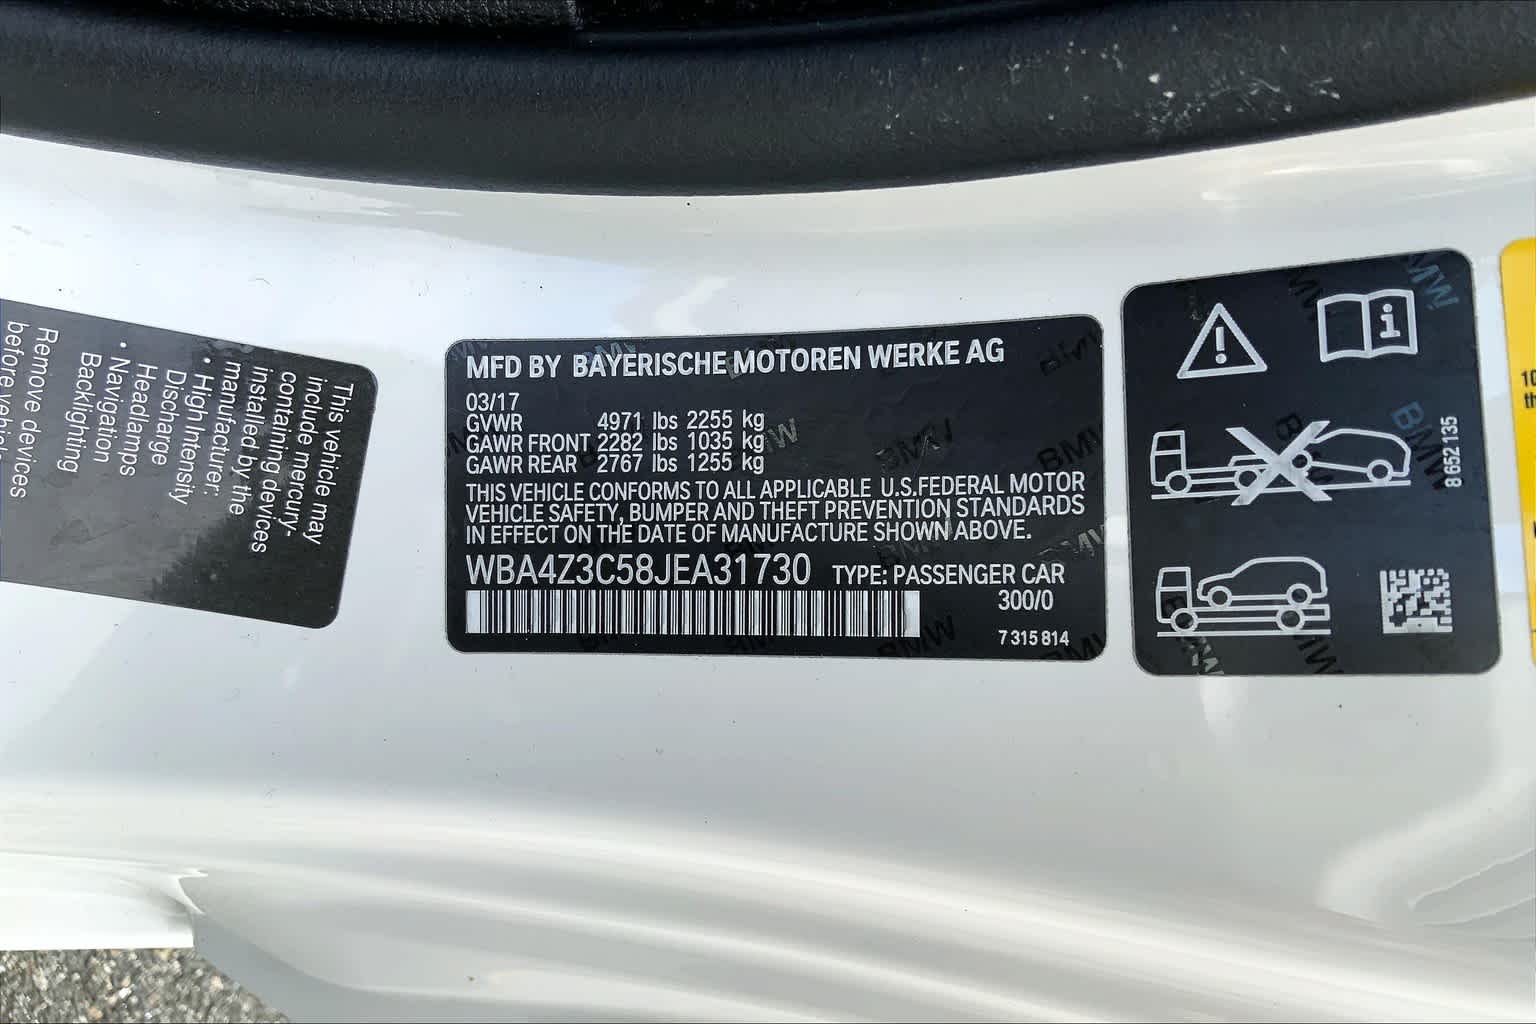 This vehicle may
include mercury-
containing devices
installed by the
manufacturer:
• High Intensity
Discharge
Headlamps
• Navigation
Backlighting
Remove devices
MFD BY BAYERISCHE MOTOREN WERKE AG
03/17
GVWR 4971 lbs 2255 kg
GAWR FRONT 2282 lbs 1035 kg
GAWR REAR 2767 lbs 1255 kg
THIS VEHICLE CONFORMS TO ALL APPLICABLE U.S.FEDERAL MOTOR
VEHICLE SAFETY, BUMPER AND THEFT PREVENTION STANDARDS
IN EFFECT ON THE DATE OF MANUFACTURE SHOWN ABOVE.
WBA4Z3C58JEA31730 TYPE: PASSENGER CAR
300/0
7 315 814
8 652 135
BMW
10
th